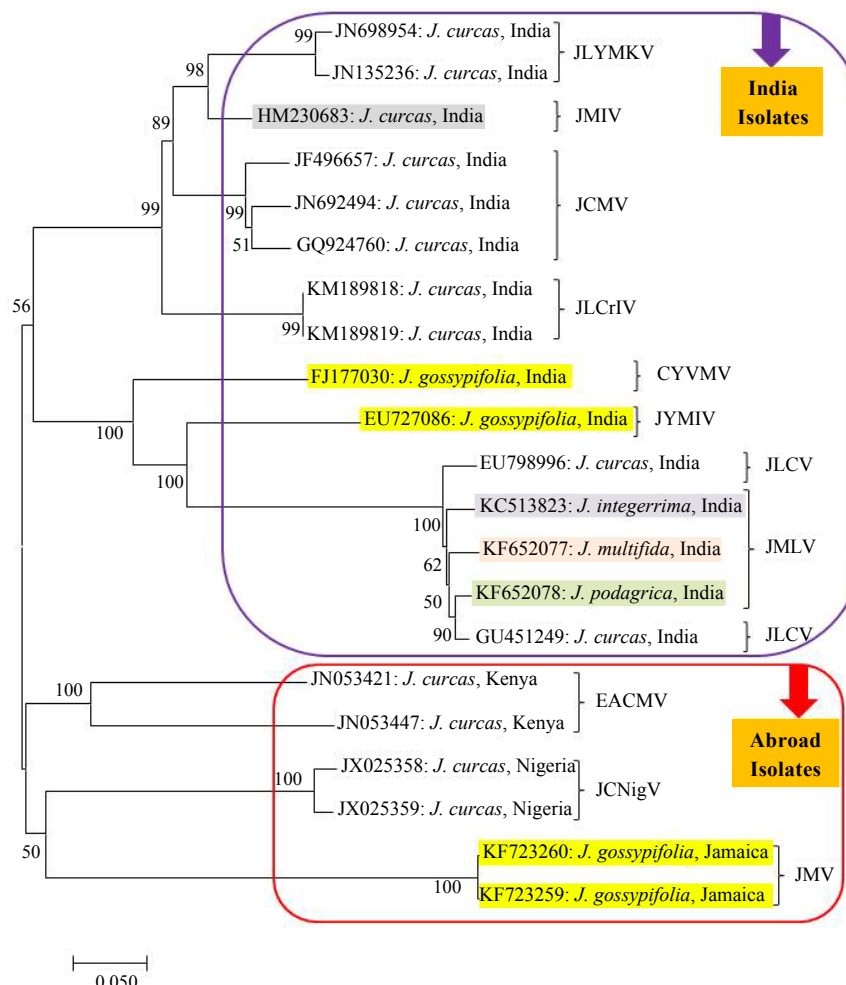 99
JN698954: J. curcas, India
JN135236: J. curcas, India
JLYMKV
India
Isolates
98
HM230683: J. curcas, India
JMIV
89
JF496657: J. curcas, India
JN692494: J. curcas, India
GQ924760: J. curcas, India
JCMV
99
51
99
KM189818: J. curcas, India
KM189819: J. curcas, India
JLCrIV
99
56
FJ177030: J. gossypifolia, India
CYVMV
EU727086: J. gossypifolia, India
JYMIV
100
100
EU798996: J. curcas, India
JLCV
KC513823: J. integerrima, India
KF652077: J. multifida, India
KF652078: J. podagrica, India
JMLV
100
62
50
90
GU451249: J. curcas, India
JLCV
JN053421: J. curcas, Kenya
JN053447: J. curcas, Kenya
EACMV
100
Abroad
Isolates
JX025358: J. curcas, Nigeria
JX025359: J. curcas, Nigeria
JCNigV
100
50
KF723260: J. gossypifolia, Jamaica
KF723259: J. gossypifolia, Jamaica
JMV
100
0.050